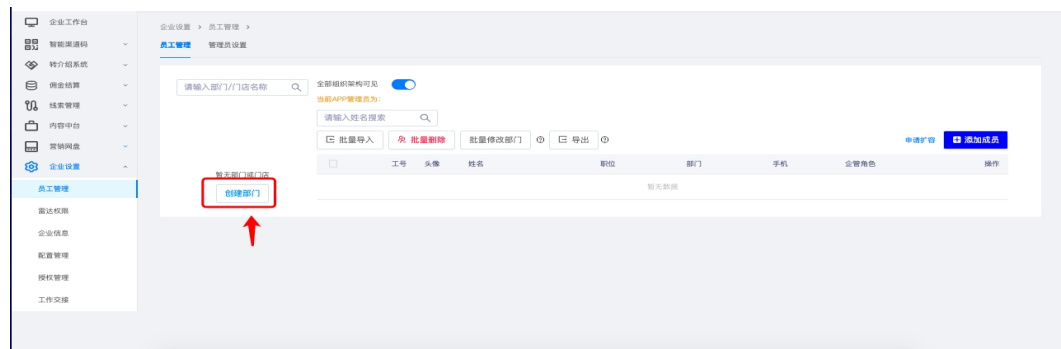 企业工作台
智能渠道码
转介绍系统
佣金结算
线索管理
内容中台
营销网盘
企业设置
员工管理
雷达权限
企业信息
配置管理
授权管理
工作交接
企业设置 › 员工管理 ›
员工管理 管理员设置
请输入部门/门店名称
全部组织架构可见
当前APP管理员为:
请输入姓名搜索
批量导入 批量删除 批量修改部门 导出 申请扩容 添加成员
工号 头像 姓名 职位 部门 手机 企管角色 操作
暂无数据
暂无部门或门店
创建部门